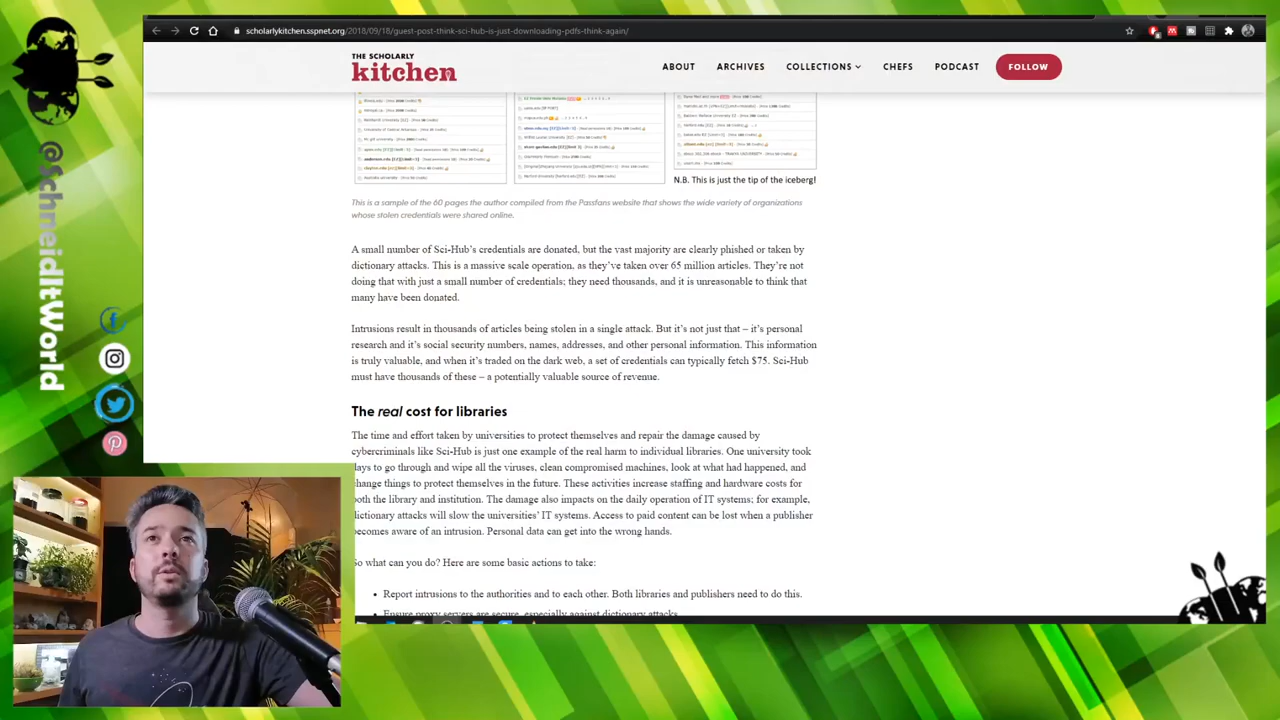 scholarlykitchen.sspnet.org/2018/09/18/guest-post-think-sci-hub-is-just-downloading-pdfs-think-again/
THE SCHOLARLY
kitchen
ABOUT
ARCHIVES
COLLECTIONS
CHEFS
PODCAST
FOLLOW
N.B. This is just the tip of the iceberg!
This is a sample of the 60 pages the author compiled from the Passfans website that shows the wide variety of organizations
whose stolen credentials were shared online.
A small number of Sci-Hub's credentials are donated, but the vast majority are clearly phished or taken by
dictionary attacks. This is a massive scale operation, as they've taken over 65 million articles. They're not
doing that with just a small number of credentials; they need thousands, and it is unreasonable to think that
many have been donated.
Intrusions result in thousands of articles being stolen in a single attack. But it's not just that – it's personal
research and it's social security numbers, names, addresses, and other personal information. This information
is truly valuable, and when it's traded on the dark web, a set of credentials can typically fetch $75. Sci-Hub
must have thousands of these – a potentially valuable source of revenue.
The real cost for libraries
The time and effort taken by universities to protect themselves and repair the damage caused by
cybercriminals like Sci-Hub is just one example of the real harm to individual libraries. One university took
days to go through and wipe all the viruses, clean compromised machines, look at what had happened, and
change things to protect themselves in the future. These activities increase staffing and hardware costs for
both the library and institution. The damage also impacts on the daily operation of IT systems; for example,
dictionary attacks will slow the universities' IT systems. Access to paid content can be lost when a publisher
becomes aware of an intrusion. Personal data can get into the wrong hands.
So what can you do? Here are some basic actions to take:
• Report intrusions to the authorities and to each other. Both libraries and publishers need to do this.
• Ensure proxy servers are secure, especially against dictionary attacks.
@SchneidItWorld